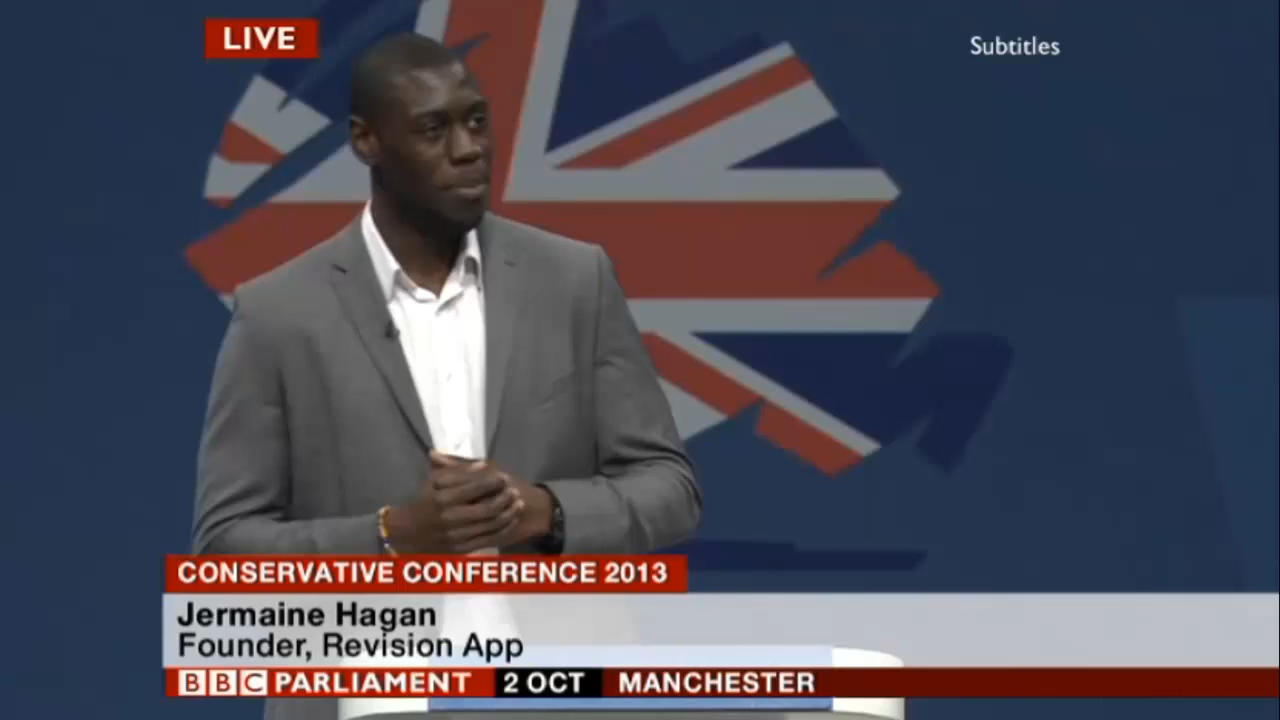 LIVE
Subtitles
CONSERVATIVE CONFERENCE 2013
Jermaine Hagan
Founder, Revision App
BBC PARLIAMENT 2 OCT MANCHESTER